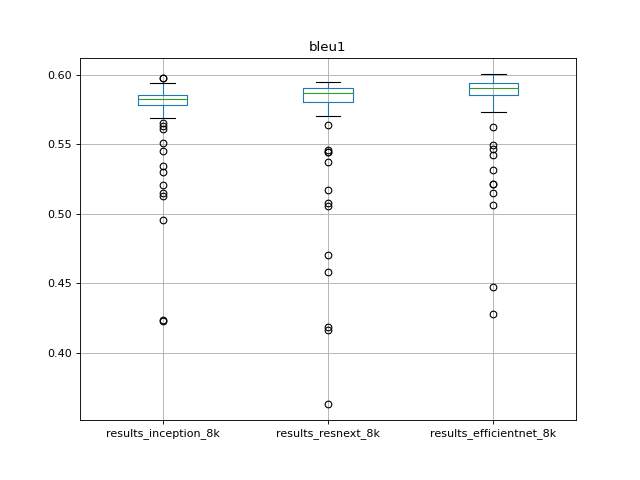 bleu1
0.60
0.55
0.50
0.45
0.40
results_inception_8k
results_resnext_8k
results_efficientnet_8k